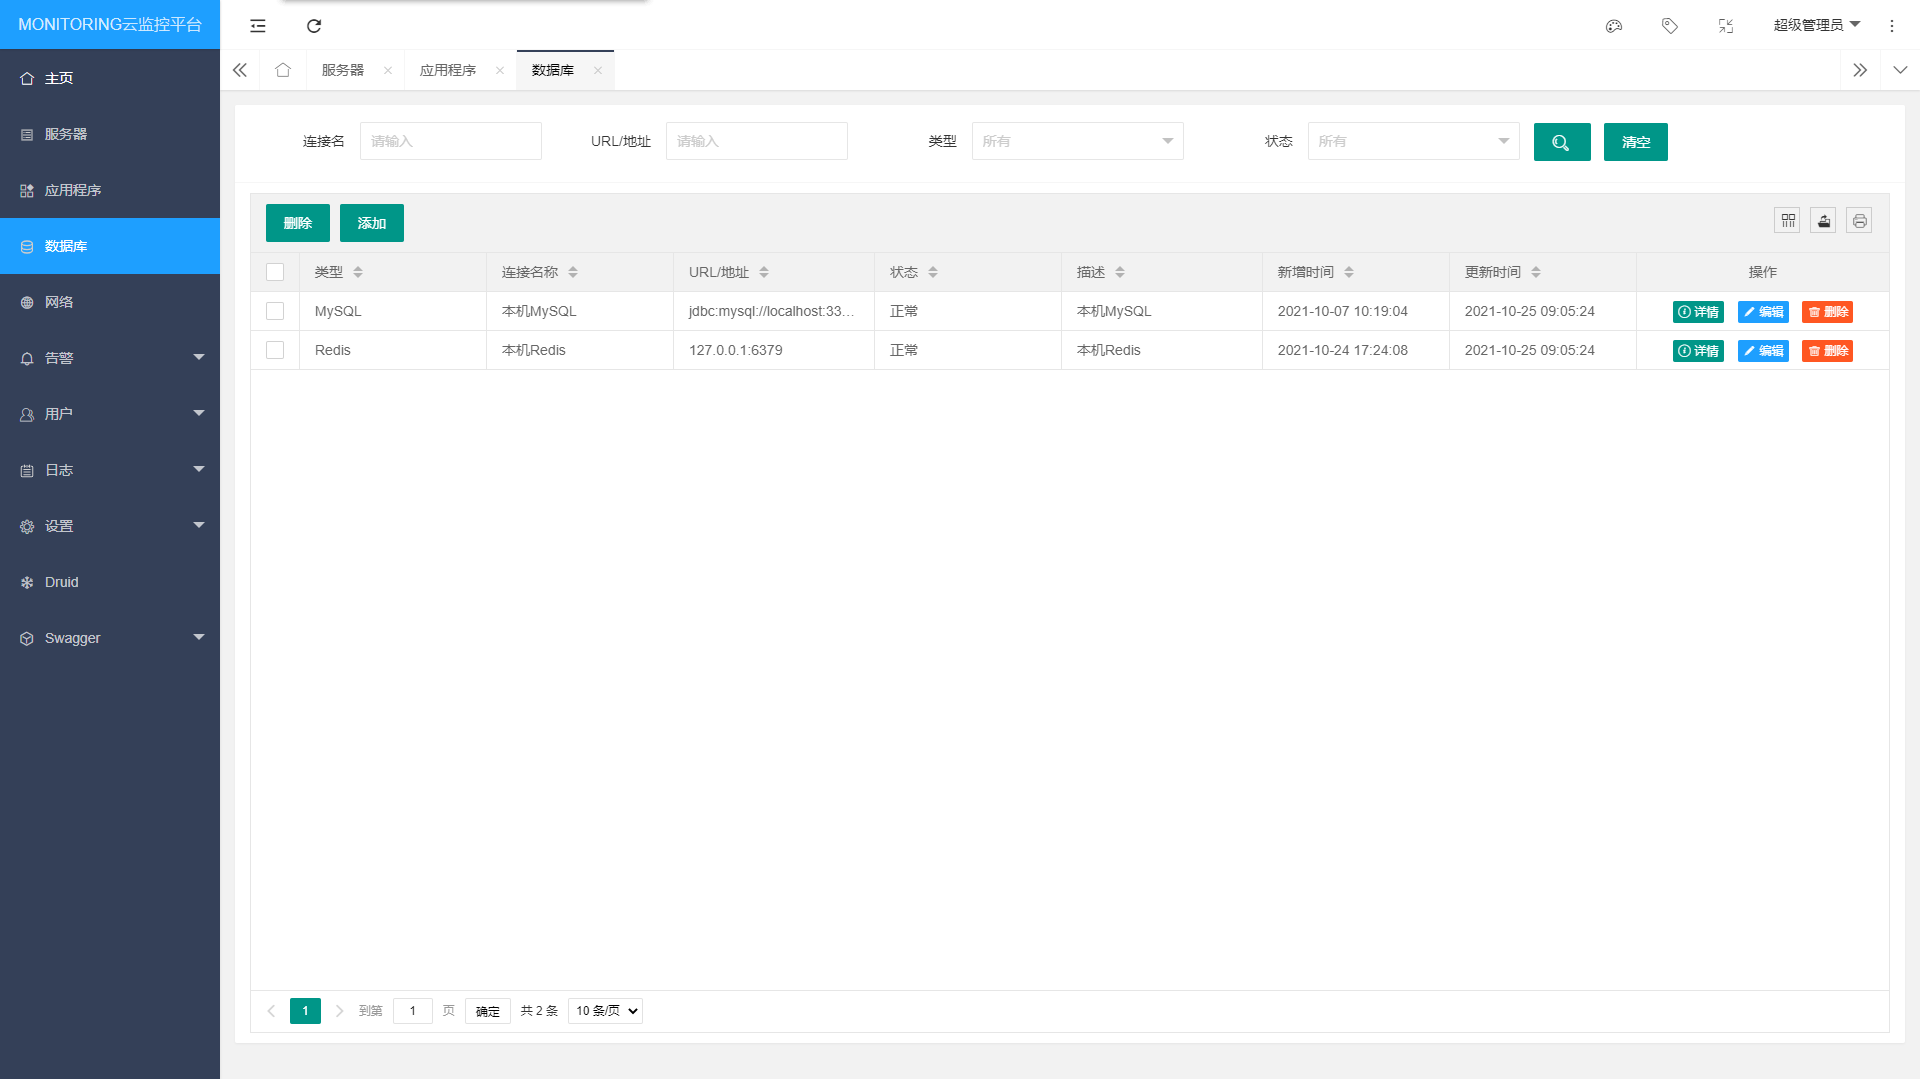 MONITORING云监控平台
超级管理员
主页
服务器
应用程序
数据库
网络
告警
用户
日志
设置
Druid
Swagger
服务器
应用程序
数据库
连接名 请输入 URL/地址 请输入 类型 所有 状态 所有 清空
删除 添加
类型 连接名称 URL/地址 状态 描述 新增时间 更新时间 操作
MySQL 本机MySQL jdbc:mysql://localhost:33... 正常 本机MySQL 2021-10-07 10:19:04 2021-10-25 09:05:24 详情 编辑 删除
Redis 本机Redis 127.0.0.1:6379 正常 本机Redis 2021-10-24 17:24:08 2021-10-25 09:05:24 详情 编辑 删除
1 到第 1 页 确定 共 2 条 10 条/页